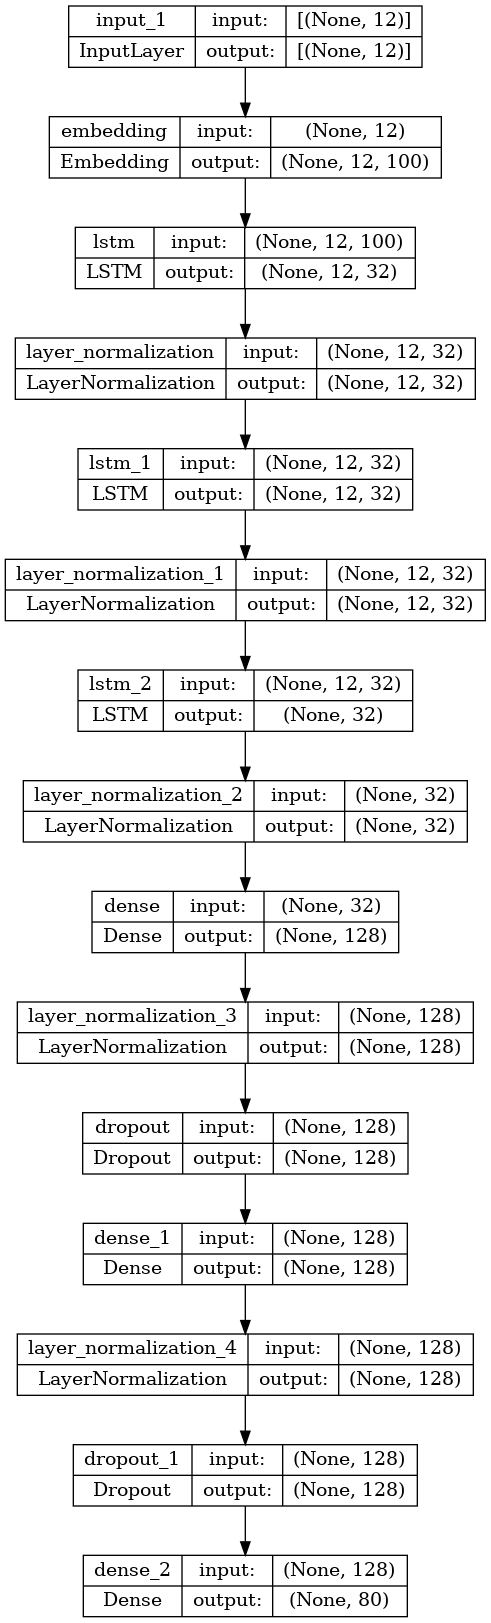 input_1 input: [(None, 12)]
InputLayer output: [(None, 12)]
embedding input: (None, 12)
Embedding output: (None, 12, 100)
lstm input: (None, 12, 100)
LSTM output: (None, 12, 32)
layer_normalization input: (None, 12, 32)
LayerNormalization output: (None, 12, 32)
lstm_1 input: (None, 12, 32)
LSTM output: (None, 12, 32)
layer_normalization_1 input: (None, 12, 32)
LayerNormalization output: (None, 12, 32)
lstm_2 input: (None, 12, 32)
LSTM output: (None, 32)
layer_normalization_2 input: (None, 32)
LayerNormalization output: (None, 32)
dense input: (None, 32)
Dense output: (None, 128)
layer_normalization_3 input: (None, 128)
LayerNormalization output: (None, 128)
dropout input: (None, 128)
Dropout output: (None, 128)
dense_1 input: (None, 128)
Dense output: (None, 128)
layer_normalization_4 input: (None, 128)
LayerNormalization output: (None, 128)
dropout_1 input: (None, 128)
Dropout output: (None, 128)
dense_2 input: (None, 128)
Dense output: (None, 80)